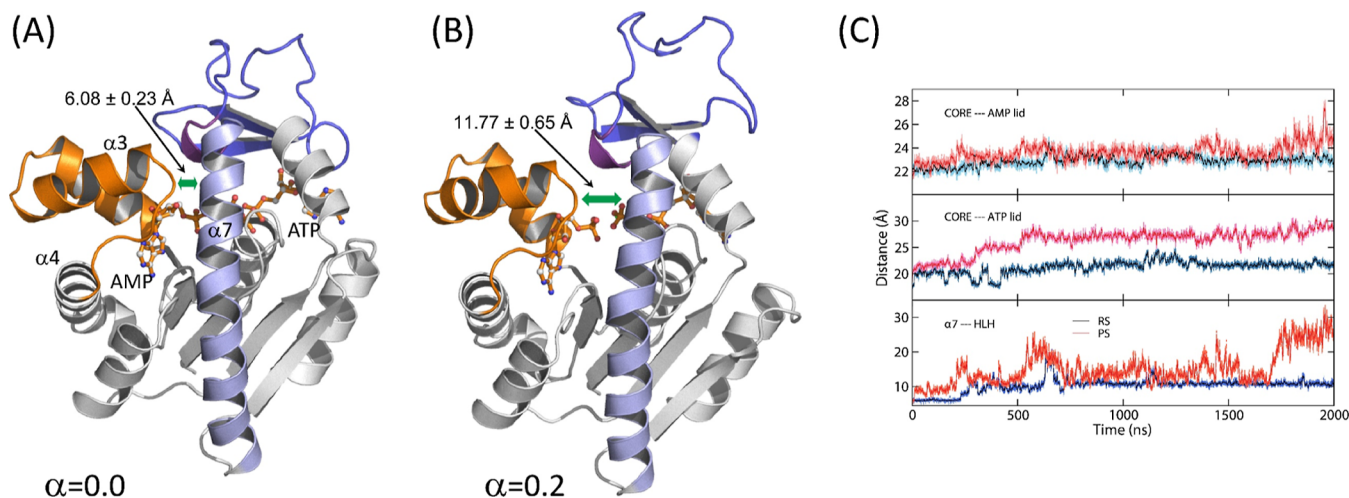 (A)
6.08 ± 0.23 Å
α3
α7
ATP
α4
AMP
α=0.0
(B)
11.77 ± 0.65 Å
α=0.2
(C)
28
26
24
22
CORE --- AMP lid
30
25
20
CORE --- ATP lid
30
20
10
α7 --- HLH
RS
PS
Distance (Å)
0 500 1000 1500 2000
Time (ns)